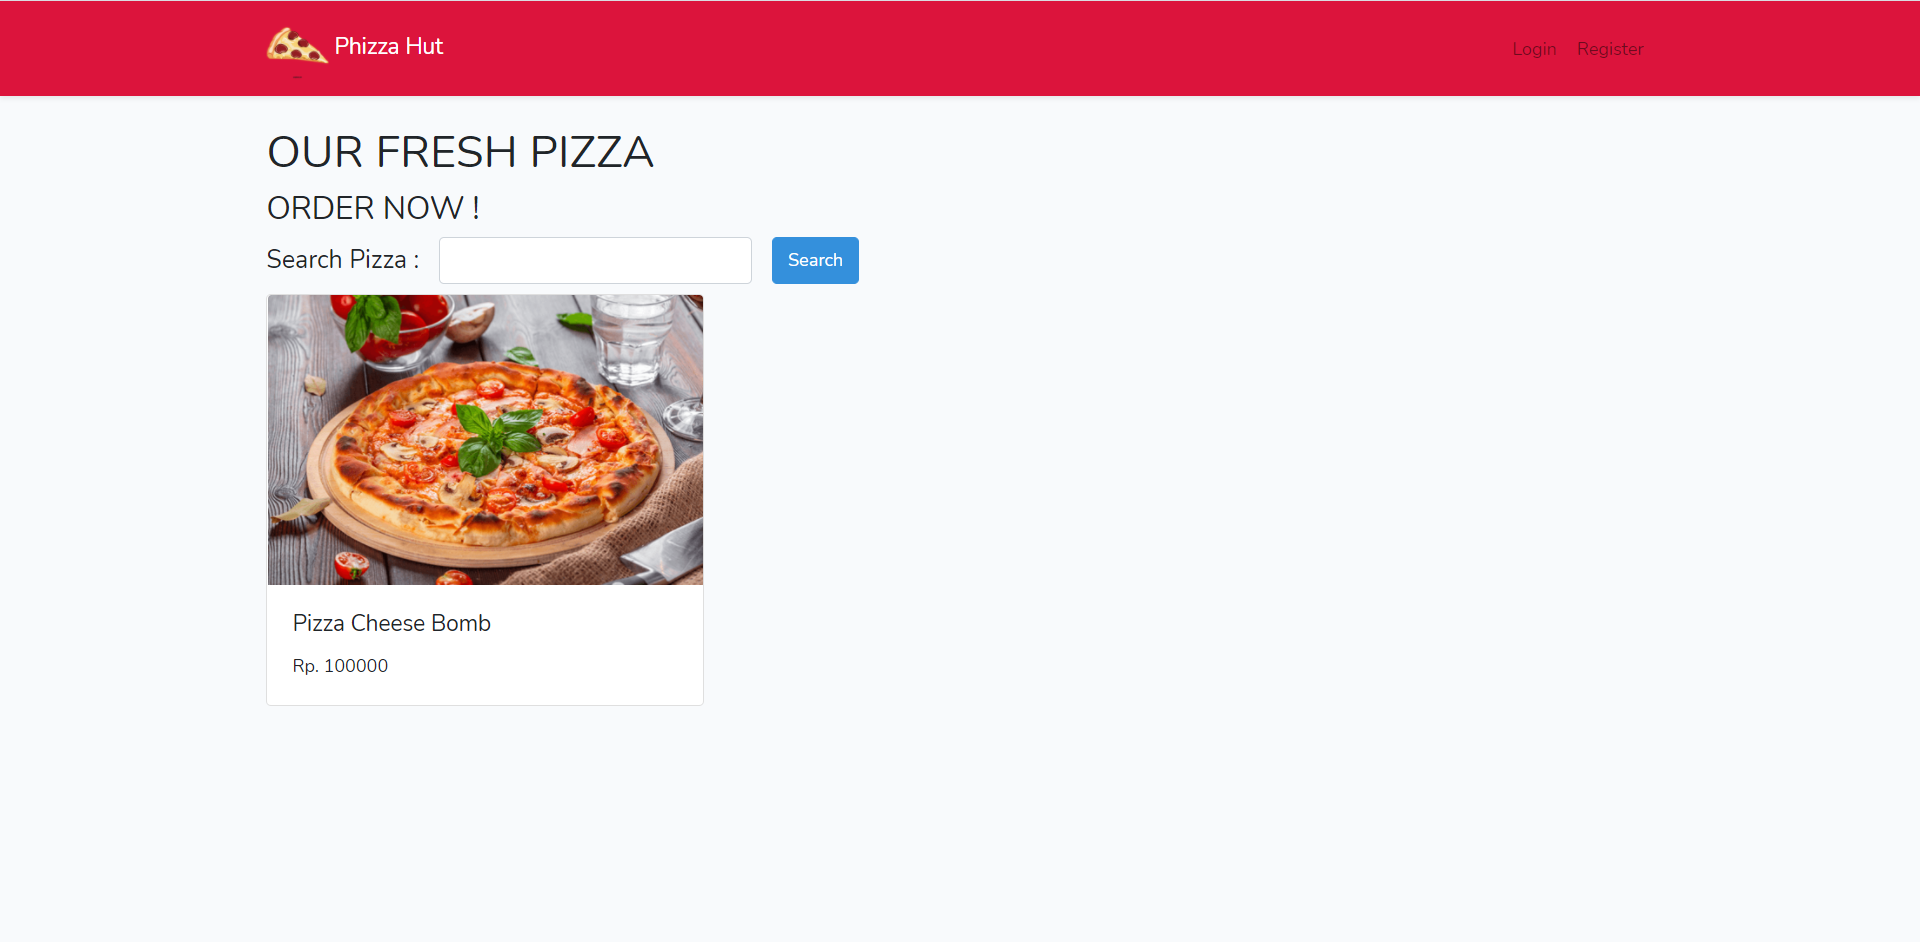 Phizza Hut
Login Register
OUR FRESH PIZZA
ORDER NOW !
Search Pizza : Search
Pizza Cheese Bomb
Rp. 100000